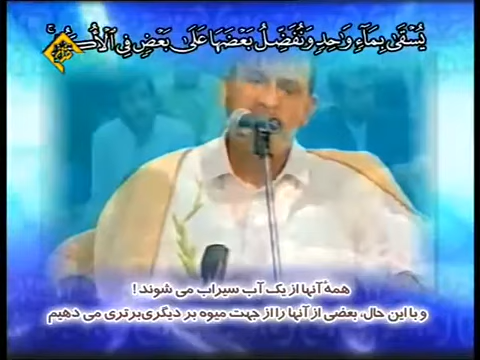 يُسْقَىٰ بِمَآءٍ وَٰحِدٍ وَنُفَضِّلُ بَعْضَهَا عَلَىٰ بَعْضٍ فِي ٱلْأُكُلِ ۚ
همهٔ آنها از یک آب سیراب می شوند !
و با این حال، بعضی از آنها را از جهت میوه بر دیگری برتری می دهیم